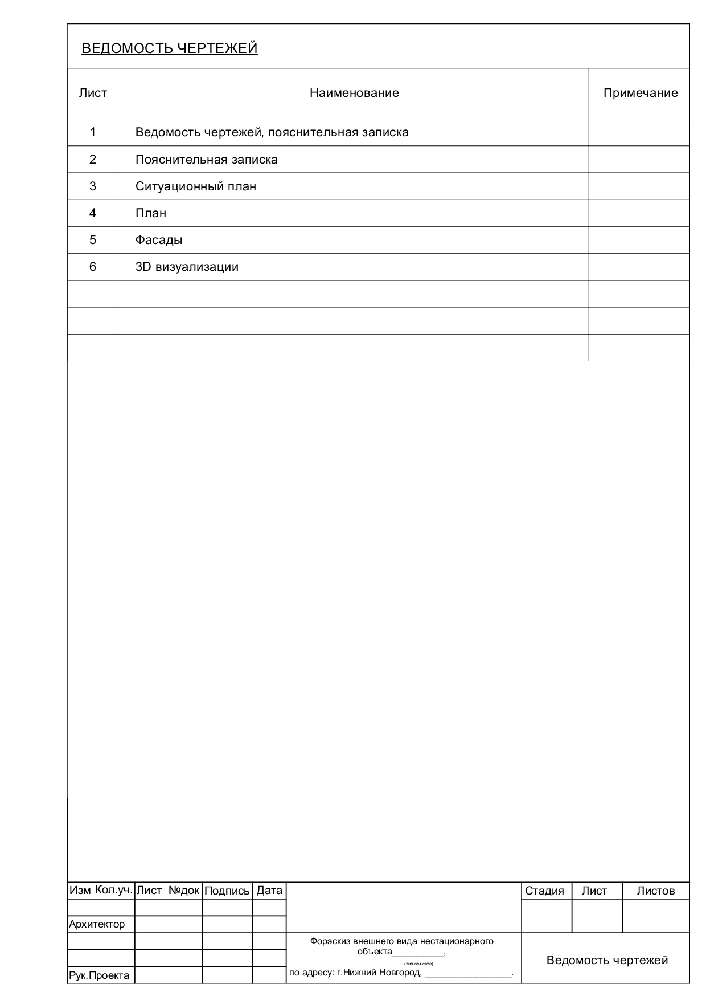 ВЕДОМОСТЬ ЧЕРТЕЖЕЙ
Лист Наименование Примечание
1 Ведомость чертежей, пояснительная записка
2 Пояснительная записка
3 Ситуационный план
4 План
5 Фасады
6 3D визуализации
Изм Кол.уч. Лист №док Подпись Дата Стадия Лист Листов
Архитектор
Форэскиз внешнего вида нестационарного
объекта__________,
(тип объекта)
по адресу: г.Нижний Новгород, _________________.
Ведомость чертежей
Рук.Проекта